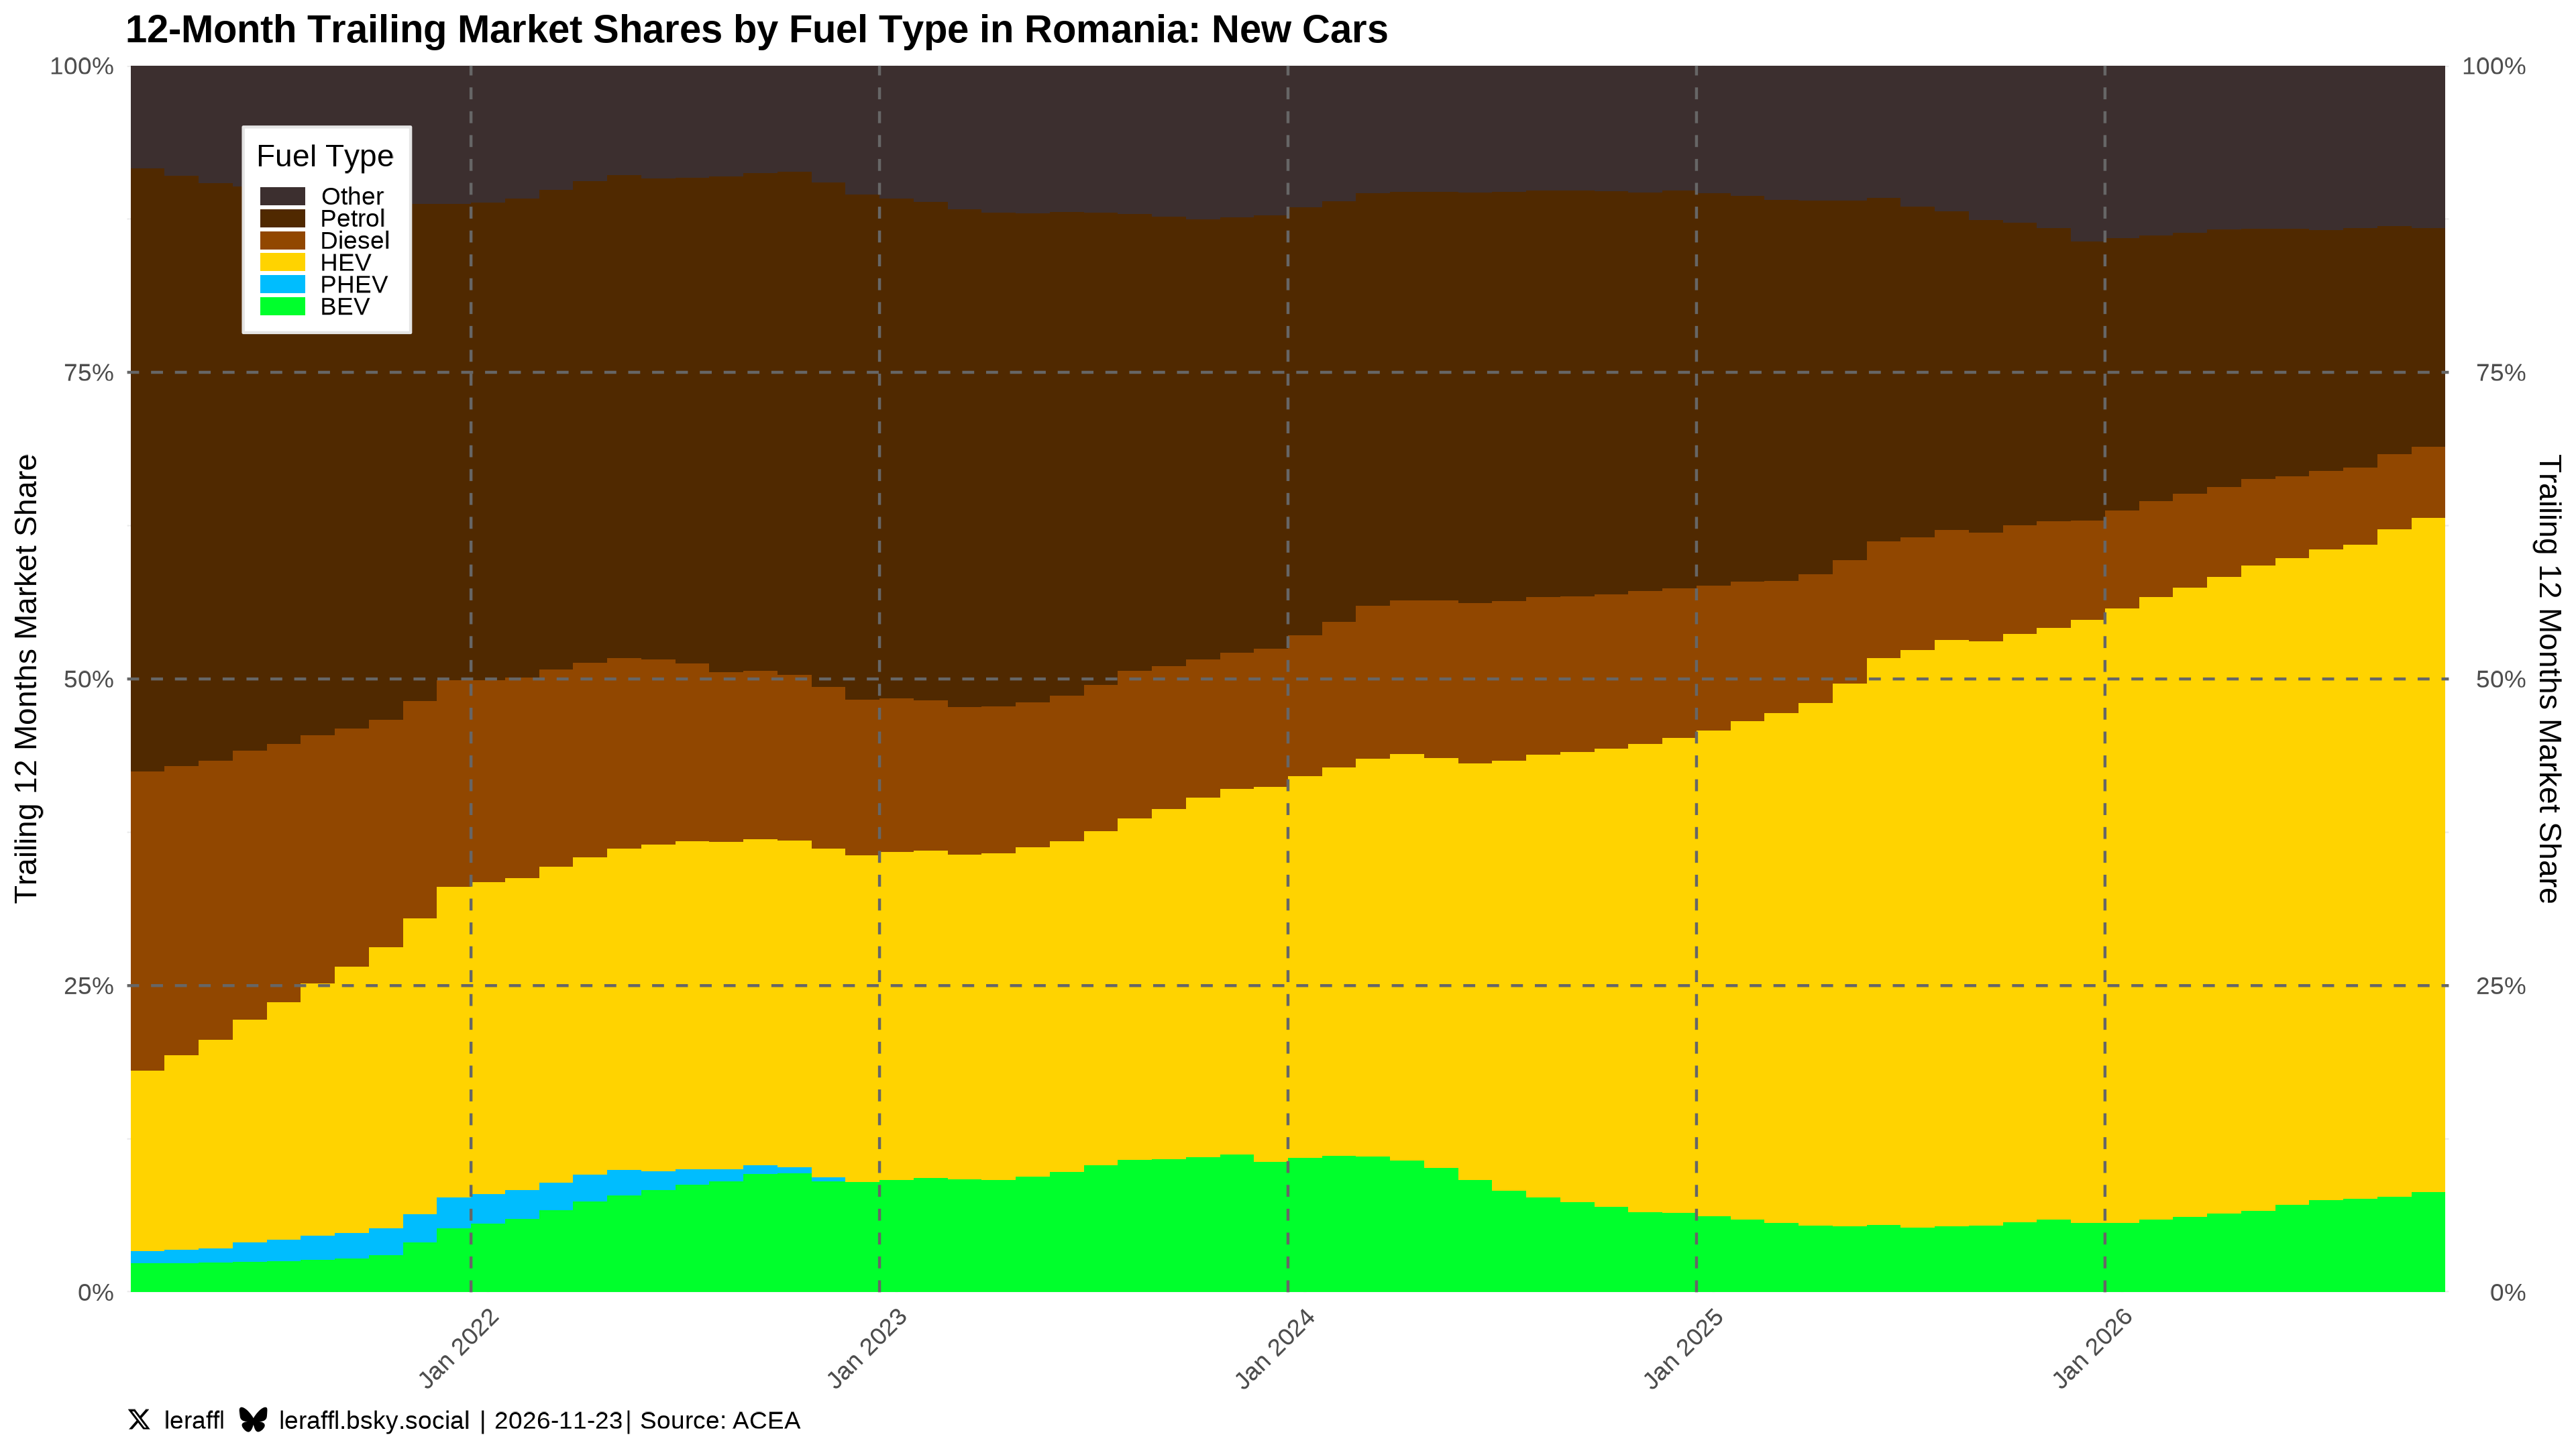 12-Month Trailing Market Shares by Fuel Type in Romania: New Cars
100%
100%
Fuel Type
Other
Petrol
Diesel
HEV
PHEV
BEV
75%
75%
Trailing 12 Months Market Share
Trailing 12 Months Market Share
50%
50%
25%
25%
0%
0%
Jan 2022
Jan 2023
Jan 2024
Jan 2025
Jan 2026
leraffl leraffl.bsky.social | 2026-11-23| Source: ACEA